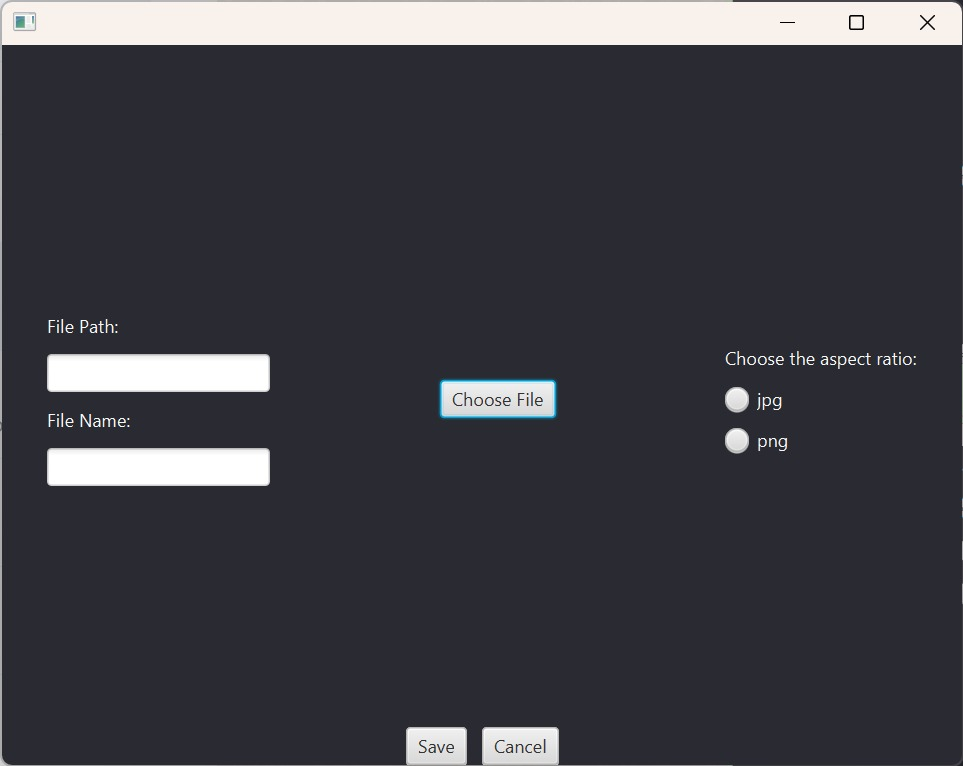 File Path:
File Name:
Choose File
Choose the aspect ratio:
jpg
png
Save
Cancel